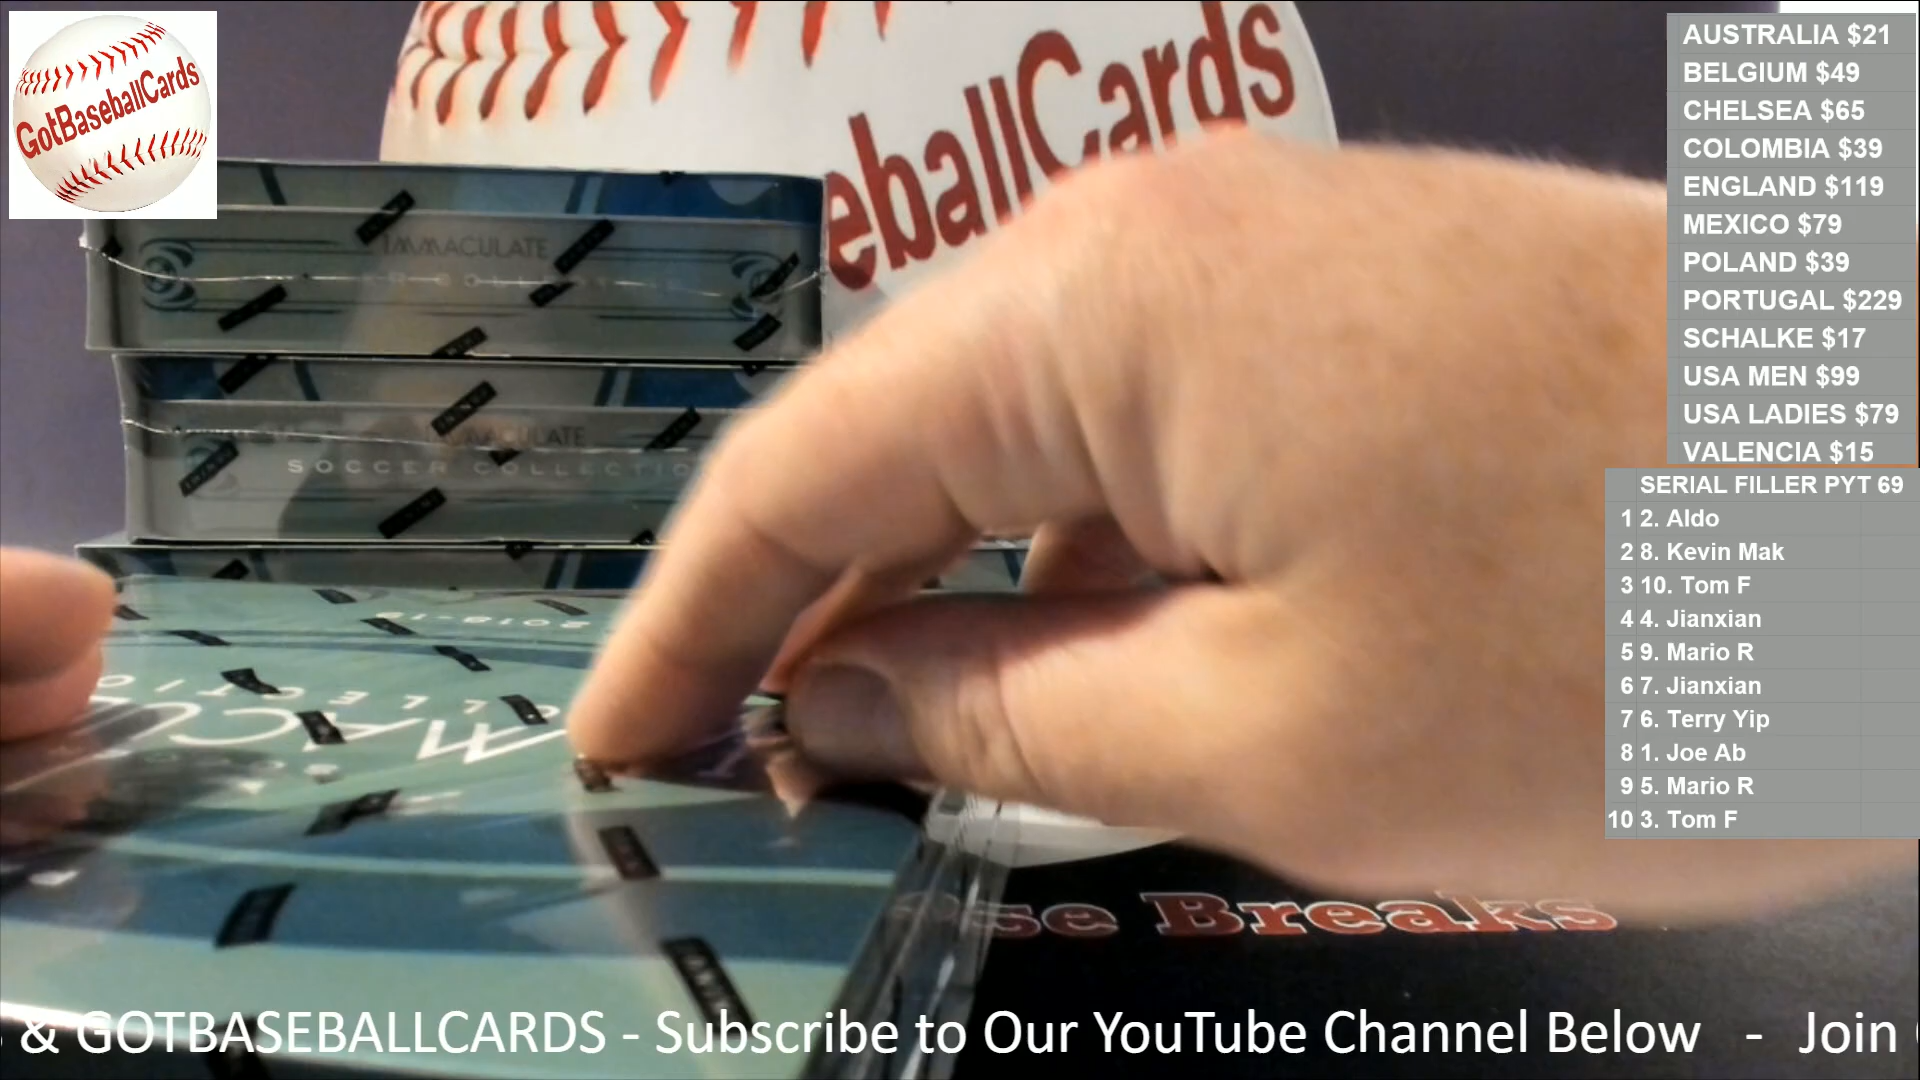 GotBaseballCards
eballCards
IMMACULATE
IMMACULATE
SOCCER COLLECTIO
AUSTRALIA $21
BELGIUM $49
CHELSEA $65
COLOMBIA $39
ENGLAND $119
MEXICO $79
POLAND $39
PORTUGAL $229
SCHALKE $17
USA MEN $99
USA LADIES $79
VALENCIA $15
SERIAL FILLER PYT 69
1 2. Aldo
2 8. Kevin Mak
3 10. Tom F
4 4. Jianxian
5 9. Mario R
6 7. Jianxian
7 6. Terry Yip
8 1. Joe Ab
9 5. Mario R
10 3. Tom F
se Breaks
& GOTBASEBALLCARDS - Subscribe to Our YouTube Channel Below - Join